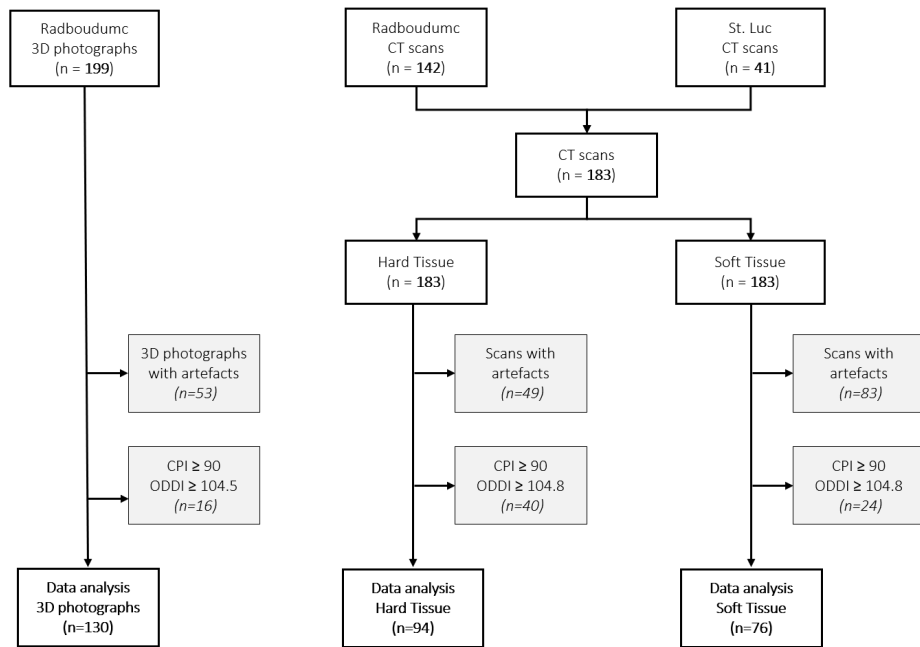 Radboudumc
3D photographs
(n = 199)
Radboudumc
CT scans
(n = 142)
St. Luc
CT scans
(n = 41)
CT scans
(n = 183)
Hard Tissue
(n = 183)
Soft Tissue
(n = 183)
3D photographs
with artefacts
(n=53)
Scans with
artefacts
(n=49)
Scans with
artefacts
(n=83)
CPI ≥ 90
ODDI ≥ 104.5
(n=16)
CPI ≥ 90
ODDI ≥ 104.8
(n=40)
CPI ≥ 90
ODDI ≥ 104.8
(n=24)
Data analysis
3D photographs
(n=130)
Data analysis
Hard Tissue
(n=94)
Data analysis
Soft Tissue
(n=76)